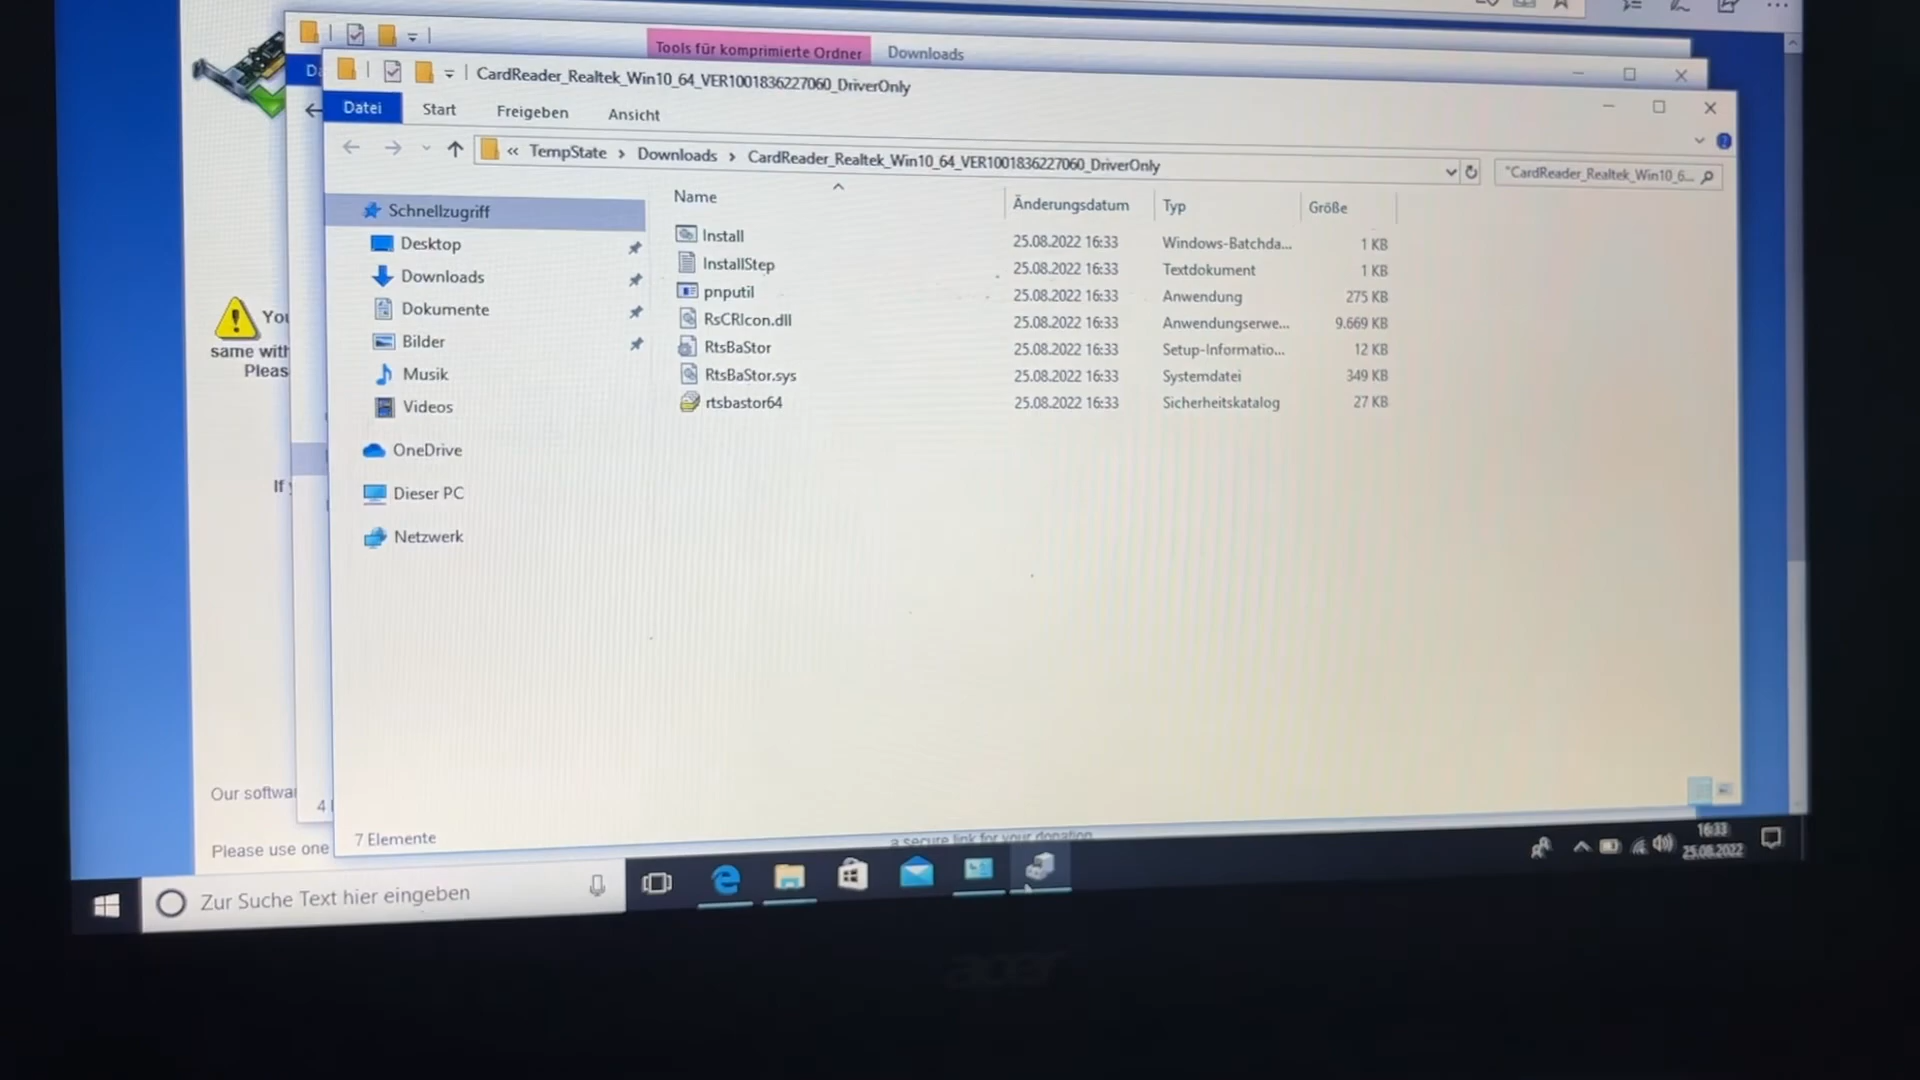 Tools für komprimierte Ordner
Downloads
CardReader_Realtek_Win10_64_VER1001836227060_DriverOnly
Datei
Start
Freigeben
Ansicht
« TempState > Downloads > CardReader_Realtek_Win10_64_VER1001836227060_DriverOnly
"CardReader_Realtek_Win10_6...
Name
Änderungsdatum
Typ
Größe
Schnellzugriff
Desktop
Downloads
Dokumente
Bilder
Musik
Videos
OneDrive
Dieser PC
Netzwerk
Install 25.08.2022 16:33 Windows-Batchda... 1 KB
InstallStep 25.08.2022 16:33 Textdokument 1 KB
pnputil 25.08.2022 16:33 Anwendung 275 KB
RsCRIcon.dll 25.08.2022 16:33 Anwendungserwe... 9.669 KB
RtsBaStor 25.08.2022 16:33 Setup-Informatio... 12 KB
RtsBaStor.sys 25.08.2022 16:33 Systemdatei 349 KB
rtsbastor64 25.08.2022 16:33 Sicherheitskatalog 27 KB
You
same with
Pleas
If
Our softwa
Please use one
4
7 Elemente
a secure link for your donation
Zur Suche Text hier eingeben
16:33
25.08.2022
acer